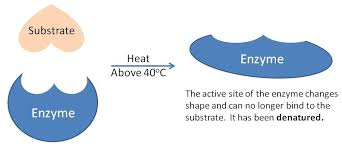 Substrate
Enzyme
Heat
Above 40°C
Enzyme
The active site of the enzyme changes
shape and can no longer bind to the
substrate. It has been denatured.